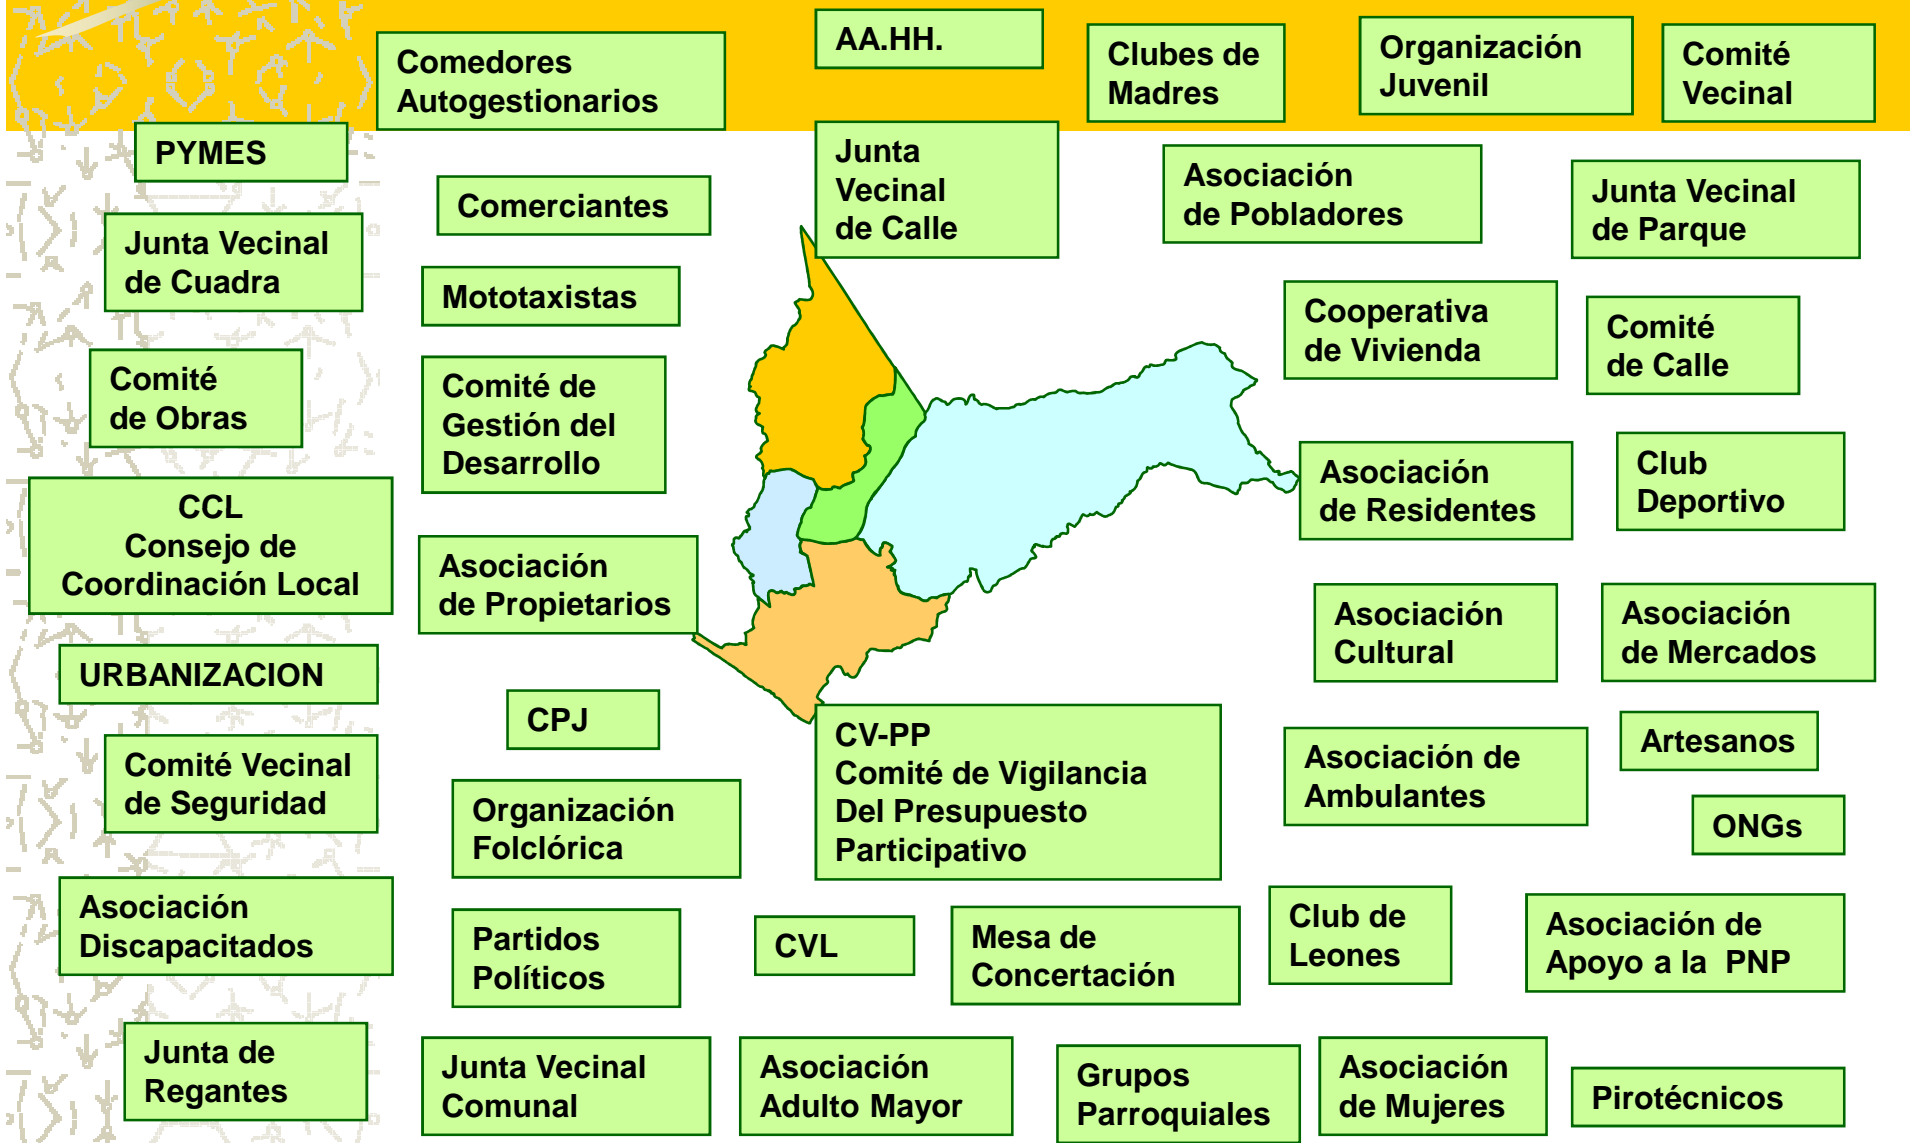 AA.HH.
Comedores
Autogestionarios
Clubes de
Madres
Organización
Juvenil
Comité
Vecinal
PYMES
Comerciantes
Junta
Vecinal
de Calle
Asociación
de Pobladores
Junta Vecinal
de Parque
Junta Vecinal
de Cuadra
Mototaxistas
Cooperativa
de Vivienda
Comité
de Calle
Comité
de Obras
Comité de
Gestión del
Desarrollo
Asociación
de Residentes
Club
Deportivo
CCL
Consejo de
Coordinación Local
Asociación
de Propietarios
Asociación
Cultural
Asociación
de Mercados
URBANIZACION
CPJ
CV-PP
Comité de Vigilancia
Del Presupuesto
Participativo
Asociación de
Ambulantes
Artesanos
Comité Vecinal
de Seguridad
Organización
Folclórica
ONGs
Asociación
Discapacitados
Partidos
Políticos
CVL
Mesa de
Concertación
Club de
Leones
Asociación de
Apoyo a la  PNP
Junta de
Regantes
Junta Vecinal
Comunal
Asociación
Adulto Mayor
Grupos
Parroquiales
Asociación
de Mujeres
Pirotécnicos